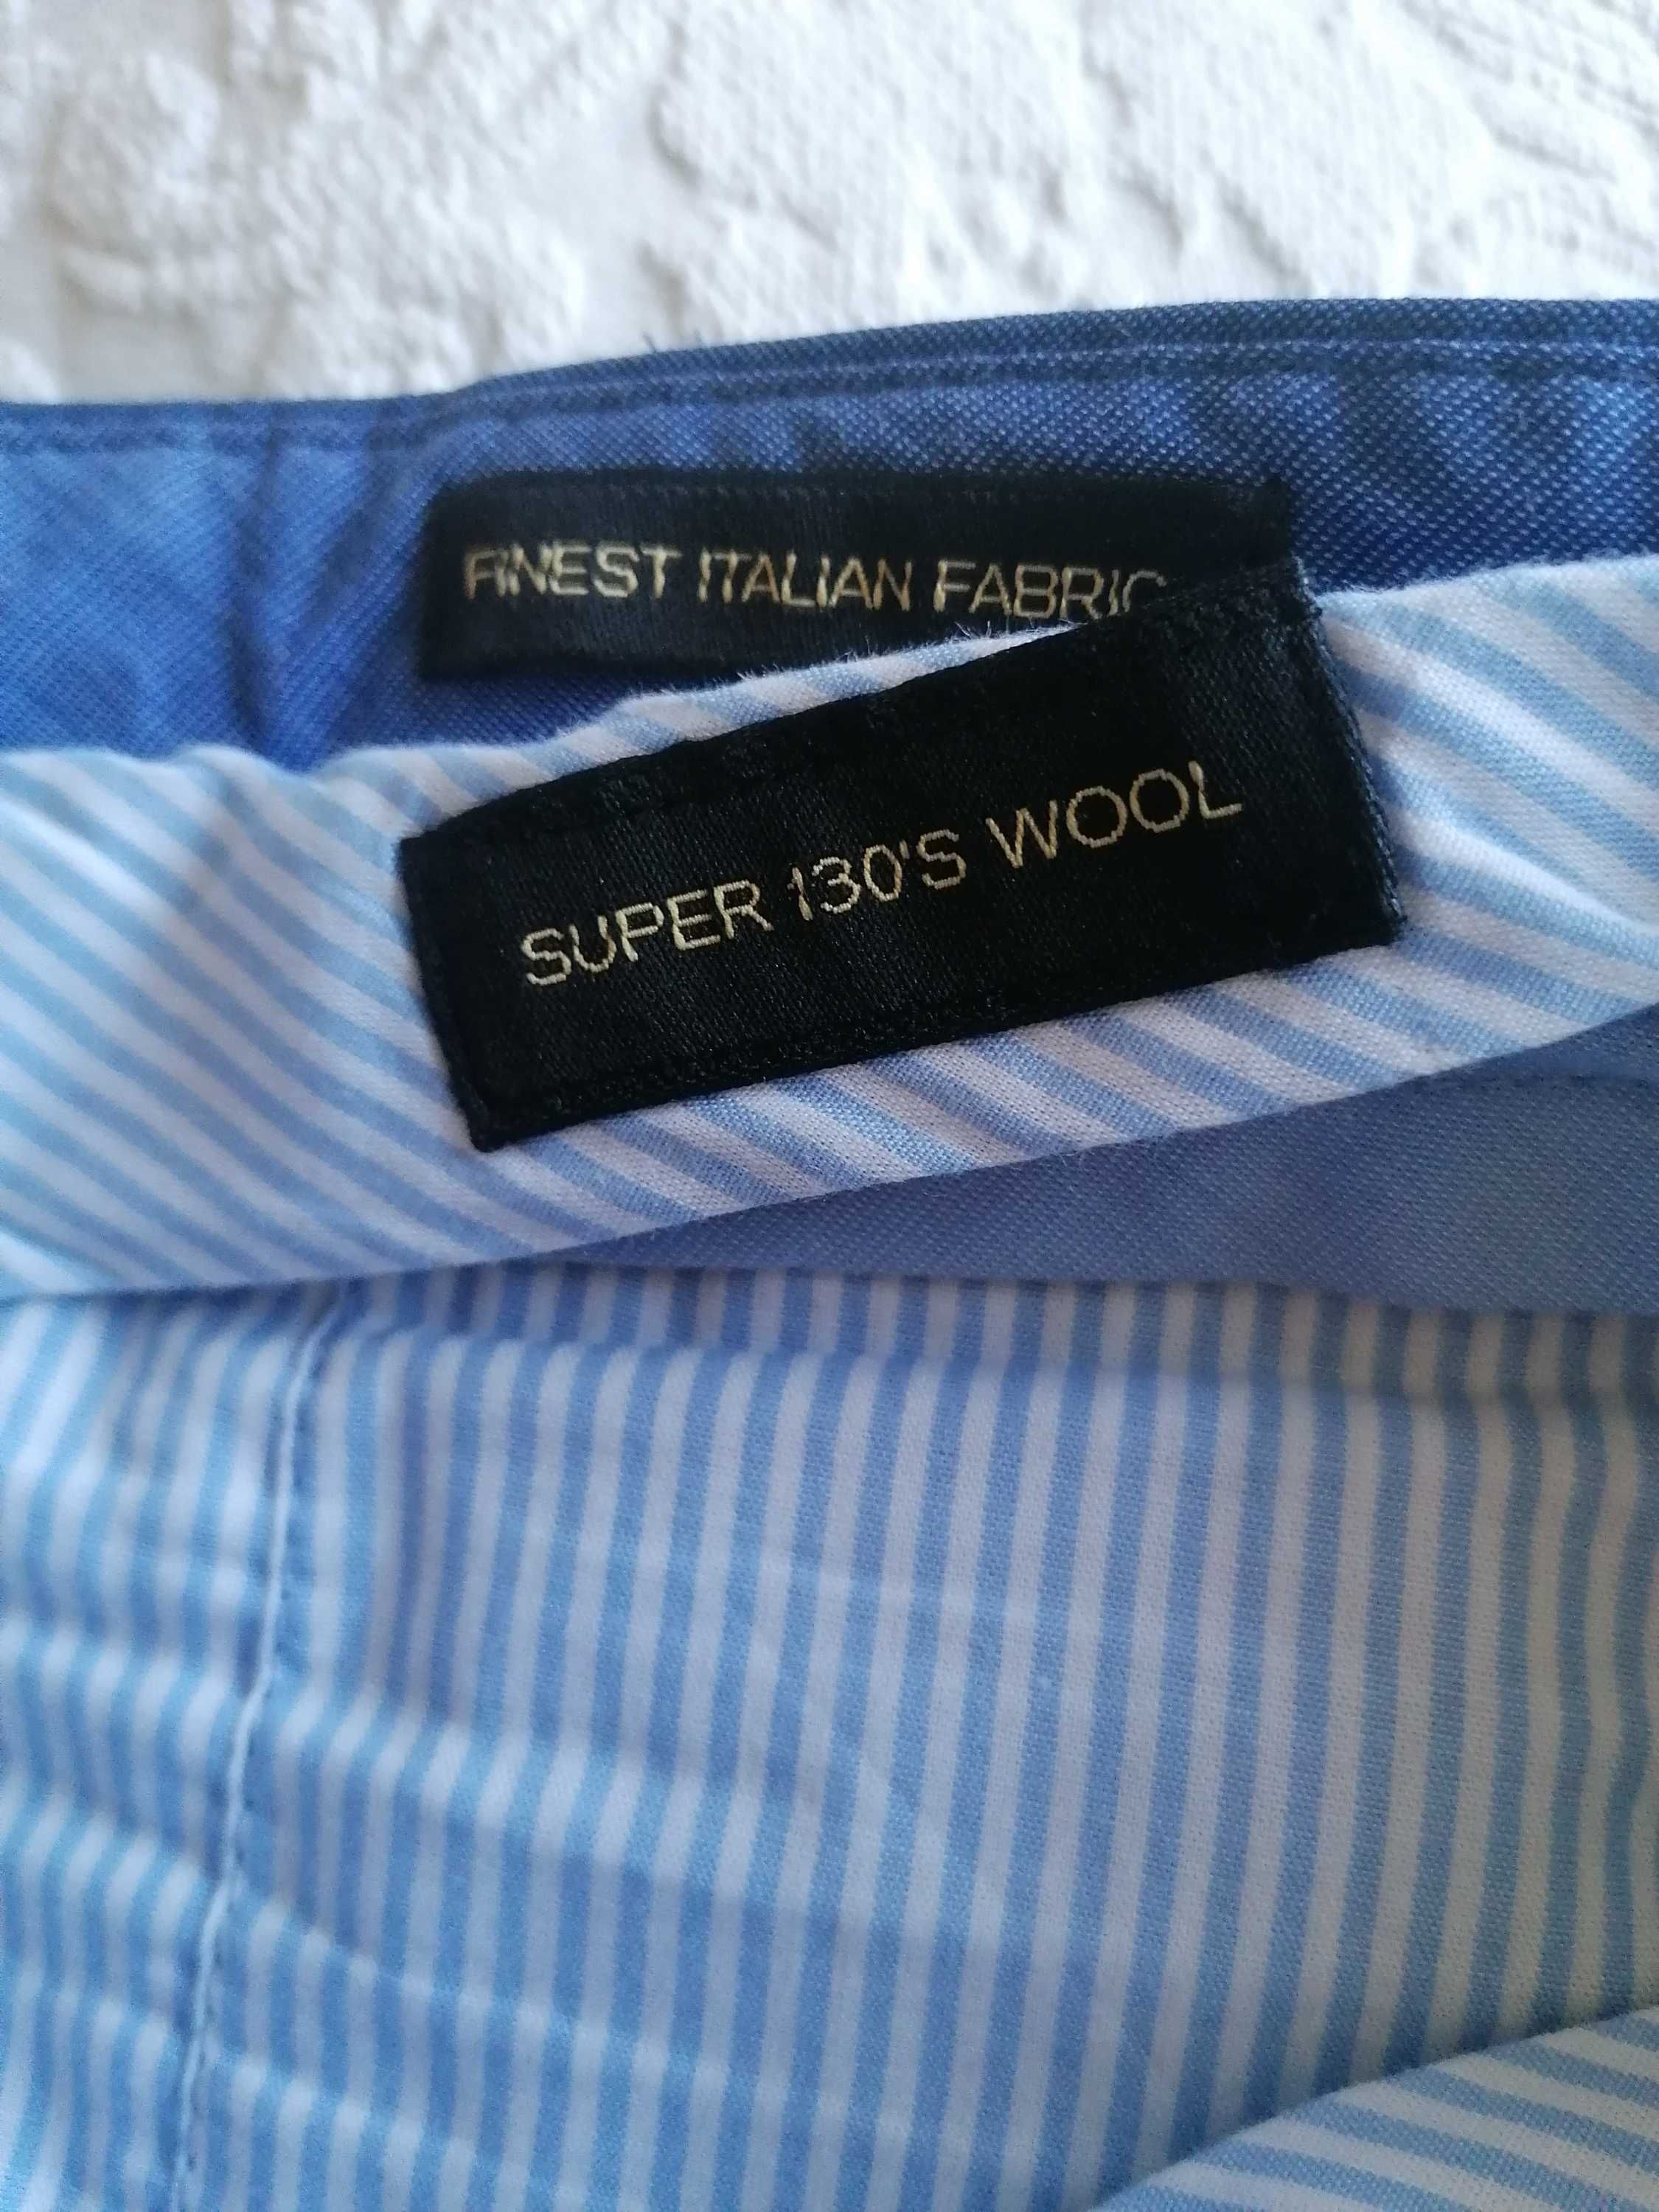 FINEST ITALIAN FABRIC
SUPER 130'S WOOL